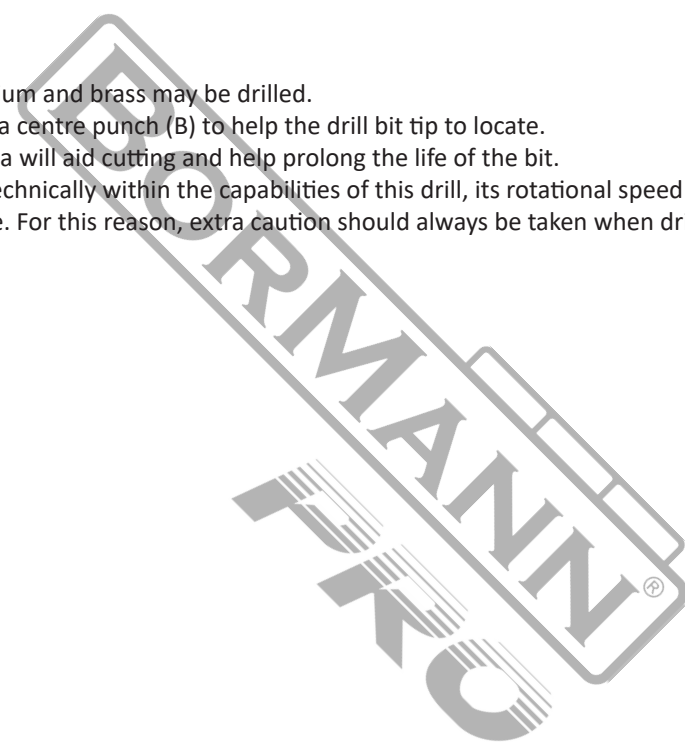 um and brass may be drilled.
a centre punch (B) to help the drill bit tip to locate.
a will aid cutting and help prolong the life of the bit.
echnically within the capabilities of this drill, its rotational speed
e. For this reason, extra caution should always be taken when dr
BORMANN®
PRO